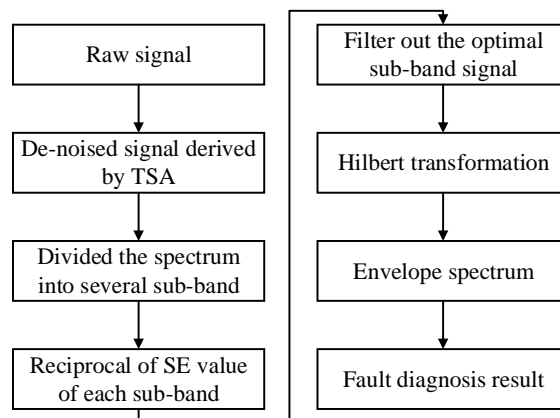 Raw signal
De-noised signal derived
by TSA
Divided the spectrum
into several sub-band
Reciprocal of SE value
of each sub-band
Filter out the optimal
sub-band signal
Hilbert transformation
Envelope spectrum
Fault diagnosis result